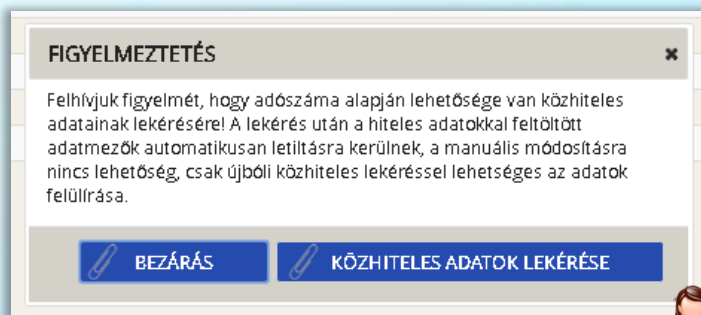 FIGYELMEZTETÉS
Felhívjuk figyelmét, hogy adószáma alapján lehetősége van közhiteles
adatainak lekérésére! A lekérés után a hiteles adatokkal feltöltött
adatmezők automatikusan letiltásra kerülnek, a manuális módosításra
nincs lehetőség, csak újbóli közhiteles lekéréssel lehetséges az adatok
felülírása.
BEZÁRÁS
KÖZHITELES ADATOK LEKÉRÉSE